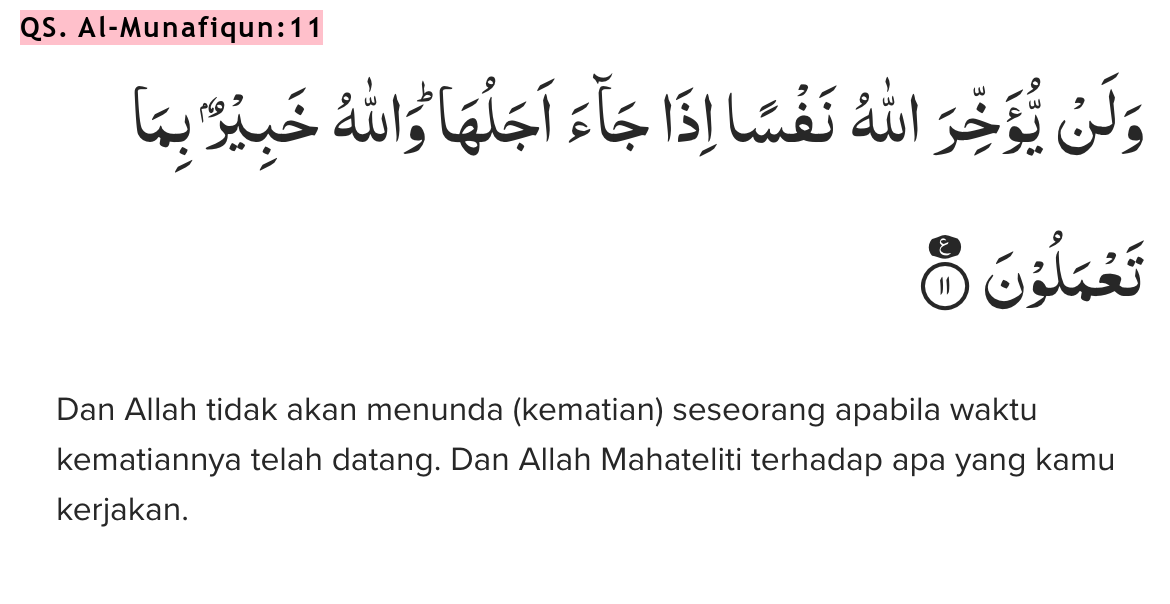 QS. Al-Munafiqun:11
وَلَنْ يُّؤَخِّرَ اللّٰهُ نَفْسًا اِذَا جَاۤءَ اَجَلُهَاۗ وَاللّٰهُ خَبِيْرٌۢ بِمَا
تَعْمَلُوْنَ ࣖ ١١
Dan Allah tidak akan menunda (kematian) seseorang apabila waktu
kematiannya telah datang. Dan Allah Mahateliti terhadap apa yang kamu
kerjakan.